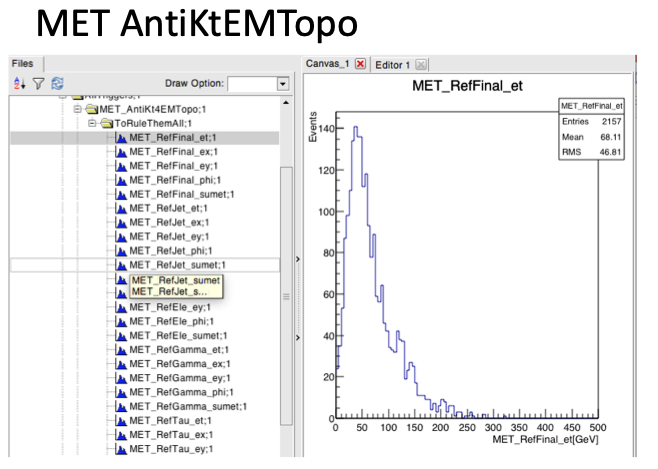 MET AntiKtEMTopo
Files
Draw Option:
MET_AntiKt4EMTopo;1
ToRuleThemAll;1
MET_RefFinal_et;1
MET_RefFinal_ex;1
MET_RefFinal_ey;1
MET_RefFinal_phi;1
MET_RefFinal_sumet;1
MET_RefJet_et;1
MET_RefJet_ex;1
MET_RefJet_ey;1
MET_RefJet_phi;1
MET_RefJet_sumet;1
MET_RefJet_sumet
MET_RefJet_s...
MET_RefEle_ey;1
MET_RefEle_phi;1
MET_RefEle_sumet;1
MET_RefGamma_et;1
MET_RefGamma_ex;1
MET_RefGamma_ey;1
MET_RefGamma_phi;1
MET_RefGamma_sumet;1
MET_RefTau_et;1
MET_RefTau_ex;1
MET_RefTau_ey;1
Canvas_1 Editor 1
MET_RefFinal_et
MET_RefFinal_et
Entries 2157
Mean 68.11
RMS 46.81
Events
140
120
100
80
60
40
20
0
0 50 100 150 200 250 300 350 400 450 500
MET_RefFinal_et[GeV]